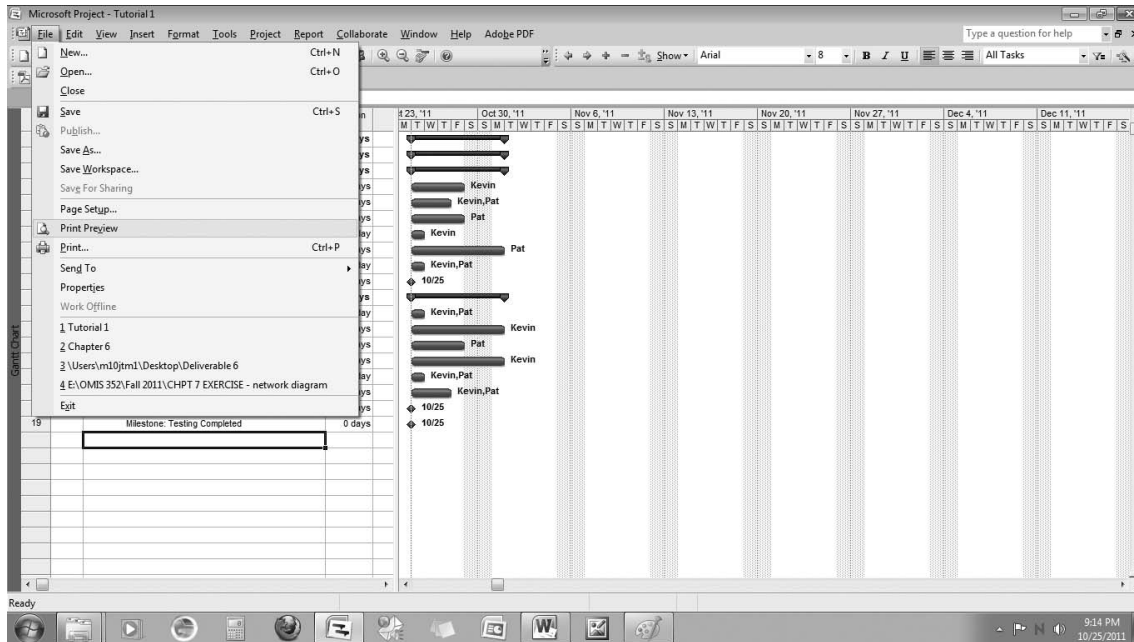 Microsoft Project - Tutorial 1
File Edit View Insert Format Tools Project Report Collaborate Window Help Adobe PDF
Type a question for help
Show Arial 8 B I U All Tasks
New... Ctrl+N
Open... Ctrl+O
Close
Save Ctrl+S
Publish...
Save As...
Save Workspace...
Save For Sharing
Page Setup...
Print Preview
Print... Ctrl+P
Send To
Properties
Work Offline
1 Tutorial 1
2 Chapter 6
3 \Users\m10jtm1\Desktop\Deliverable 6
4 E:\OMIS 352\Fall 2011\CHPT 7 EXERCISE - network diagram
Exit
19 Milestone: Testing Completed 0 days
t 23, '11 Oct 30, '11 Nov 6, '11 Nov 13, '11 Nov 20, '11 Nov 27, '11 Dec 4, '11 Dec 11, '11
M T W T F S S M T W T F S S M T W T F S S M T W T F S S M T W T F S S M T W T F S S M T W T F S S M T W T F S
Kevin
Kevin,Pat
Pat
Kevin
Pat
Kevin,Pat
10/25
Kevin,Pat
Kevin
Pat
Kevin
Kevin,Pat
Kevin,Pat
10/25
10/25
Gantt Chart
Ready
9:14 PM
10/25/2011